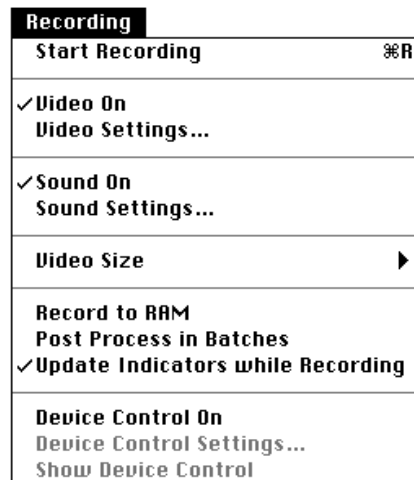 Recording
Start Recording ⌘R
✓Video On
Video Settings...
✓Sound On
Sound Settings...
Video Size ▶
Record to RAM
Post Process in Batches
✓Update Indicators while Recording
Device Control On
Device Control Settings...
Show Device Control